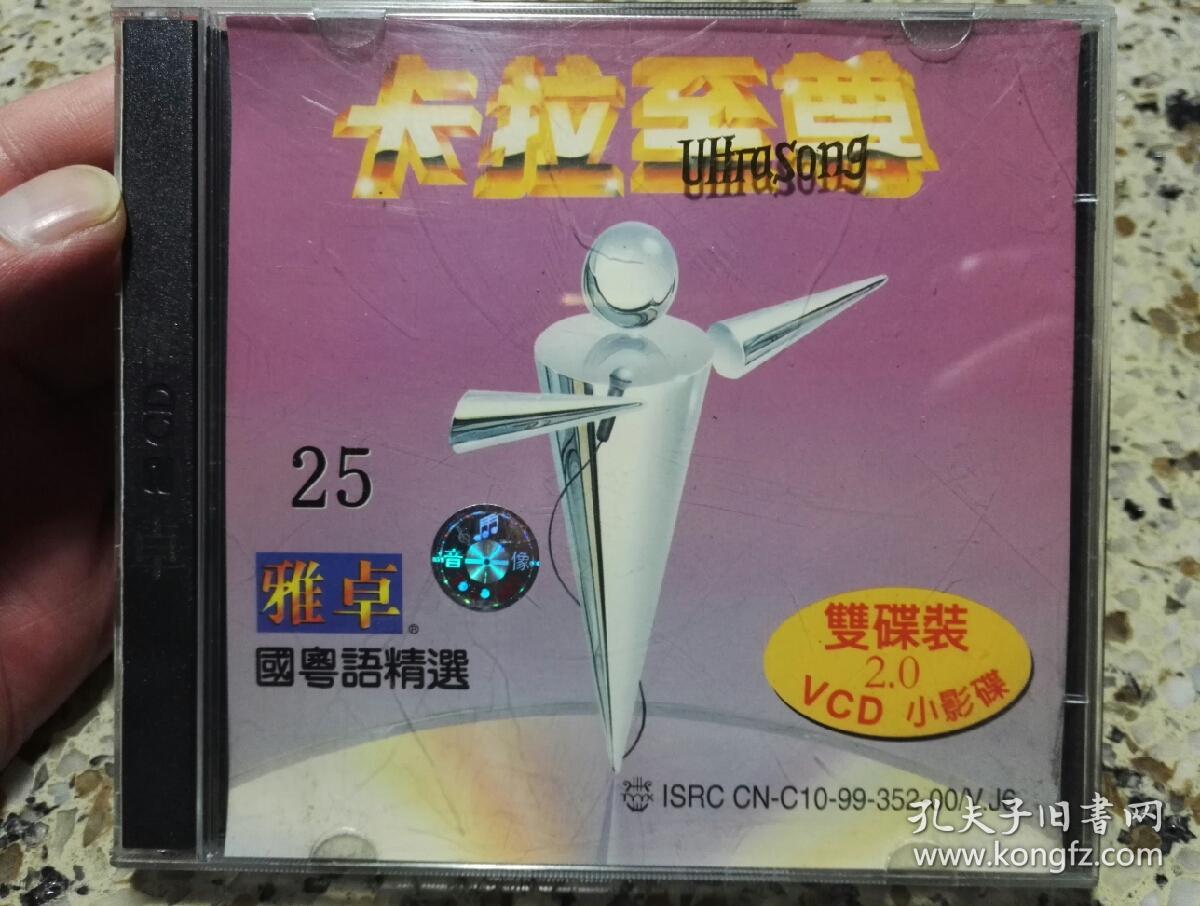 卡拉至尊
Ultrasong
25
音 像
雅卓®
國粵語精選
雙碟裝
2.0
VCD 小影碟
ISRC CN-C10-99-352-00/V.J6
孔夫子旧书网
www.kongfz.com